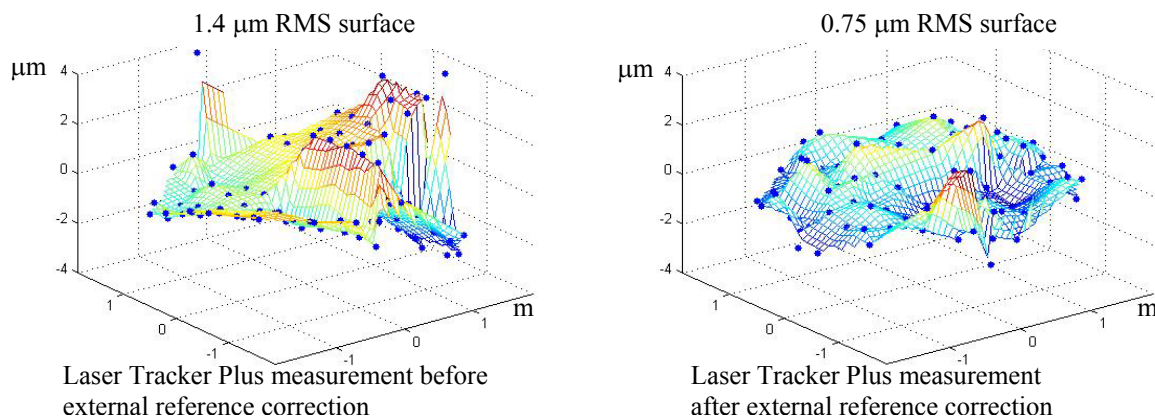 1.4 μm RMS surface
μm
4
2
0
-2
-4
1
0
-1
-1
0
1
m
Laser Tracker Plus measurement before
external reference correction
0.75 μm RMS surface
μm
4
2
0
-2
-4
1
0
-1
-1
0
1
m
Laser Tracker Plus measurement
after external reference correction